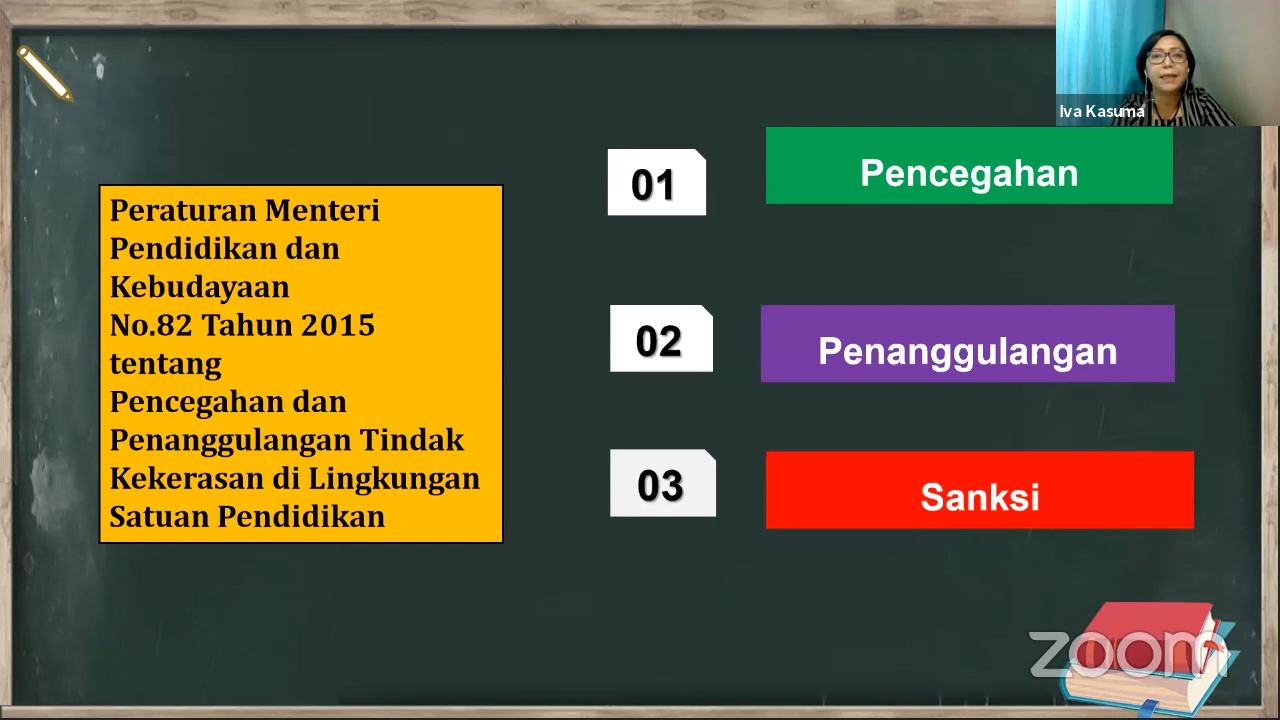 Iva Kasuma
Peraturan Menteri
Pendidikan dan
Kebudayaan
No.82 Tahun 2015
tentang
Pencegahan dan
Penanggulangan Tindak
Kekerasan di Lingkungan
Satuan Pendidikan
01
Pencegahan
02
Penanggulangan
03
Sanksi
zoom